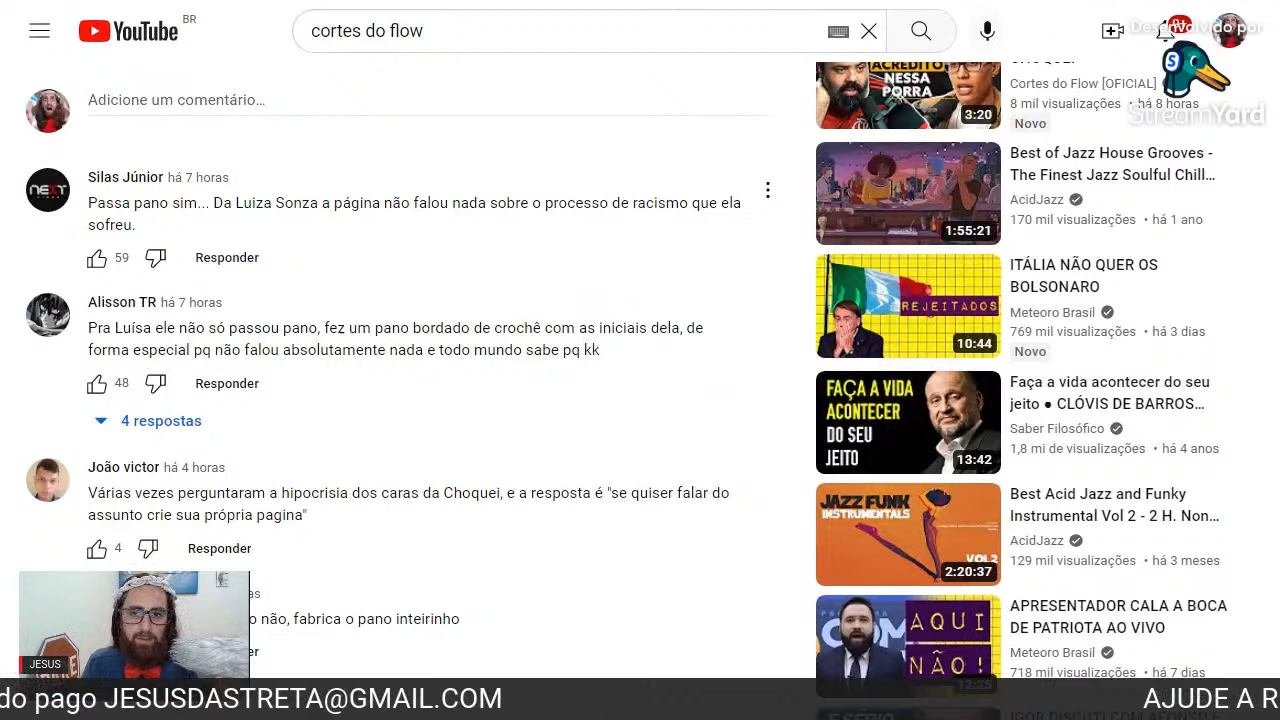 YouTube BR
cortes do flow
Desenvolvido por
StreamYard
Adicione um comentário...
Silas Júnior há 7 horas
Passa pano sim... Da Luiza Sonza a página não falou nada sobre o processo de racismo que ela
sofreu.
59 Responder
Alisson TR há 7 horas
Pra Luisa ele não so passou pano, fez um pano bordado de crochê com as iniciais dela, de
forma especial pq não falou absolutamente nada e todo mundo sabe pq kk
48 Responder
4 respostas
João victor há 4 horas
Várias vezes perguntaram a hipocrisia dos caras da Choquei, e a resposta é "se quiser falar do
assunto crie sua própria pagina"
4 Responder
não, fabrica o pano inteirinho
JESUS
ACREDITO
NESSA
PORRA
3:20
Cortes do Flow [OFICIAL]
8 mil visualizações • há 8 horas
Novo
1:55:21
Best of Jazz House Grooves -
The Finest Jazz Soulful Chill...
AcidJazz
170 mil visualizações • há 1 ano
REJEITADOS
10:44
ITÁLIA NÃO QUER OS
BOLSONARO
Meteoro Brasil
769 mil visualizações • há 3 dias
Novo
FAÇA A VIDA
ACONTECER
DO SEU
JEITO
13:42
Faça a vida acontecer do seu
jeito ● CLÓVIS DE BARROS...
Saber Filosófico
1,8 mi de visualizações • há 4 anos
JAZZ FUNK
INSTRUMENTALS
VOL2
2:20:37
Best Acid Jazz and Funky
Instrumental Vol 2 - 2 H. Non...
AcidJazz
129 mil visualizações • há 3 meses
AQUI
NÃO!
12:25
APRESENTADOR CALA A BOCA
DE PATRIOTA AO VIVO
Meteoro Brasil
718 mil visualizações • há 7 dias
do pago JESUSDASTRETA@GMAIL.COM
AJUDE A R